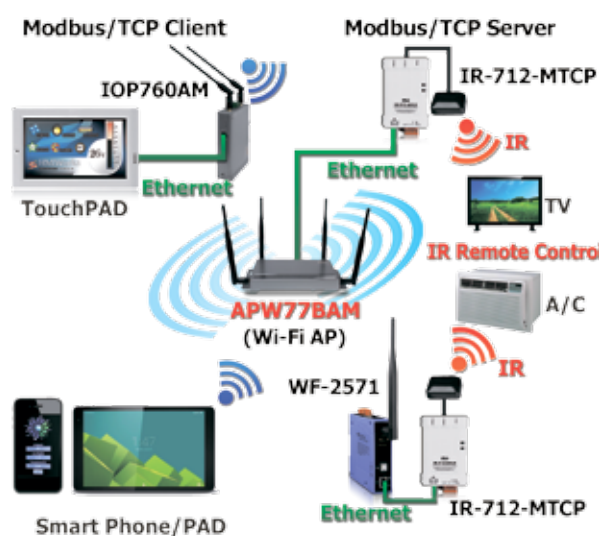 Modbus/TCP Client
Modbus/TCP Server
IOP760AM
IR-712-MTCP
Ethernet
Ethernet
IR
TouchPAD
TV
IR Remote Control
APW77BAM
(Wi-Fi AP)
A/C
IR
WF-2571
Ethernet
IR-712-MTCP
Smart Phone/PAD